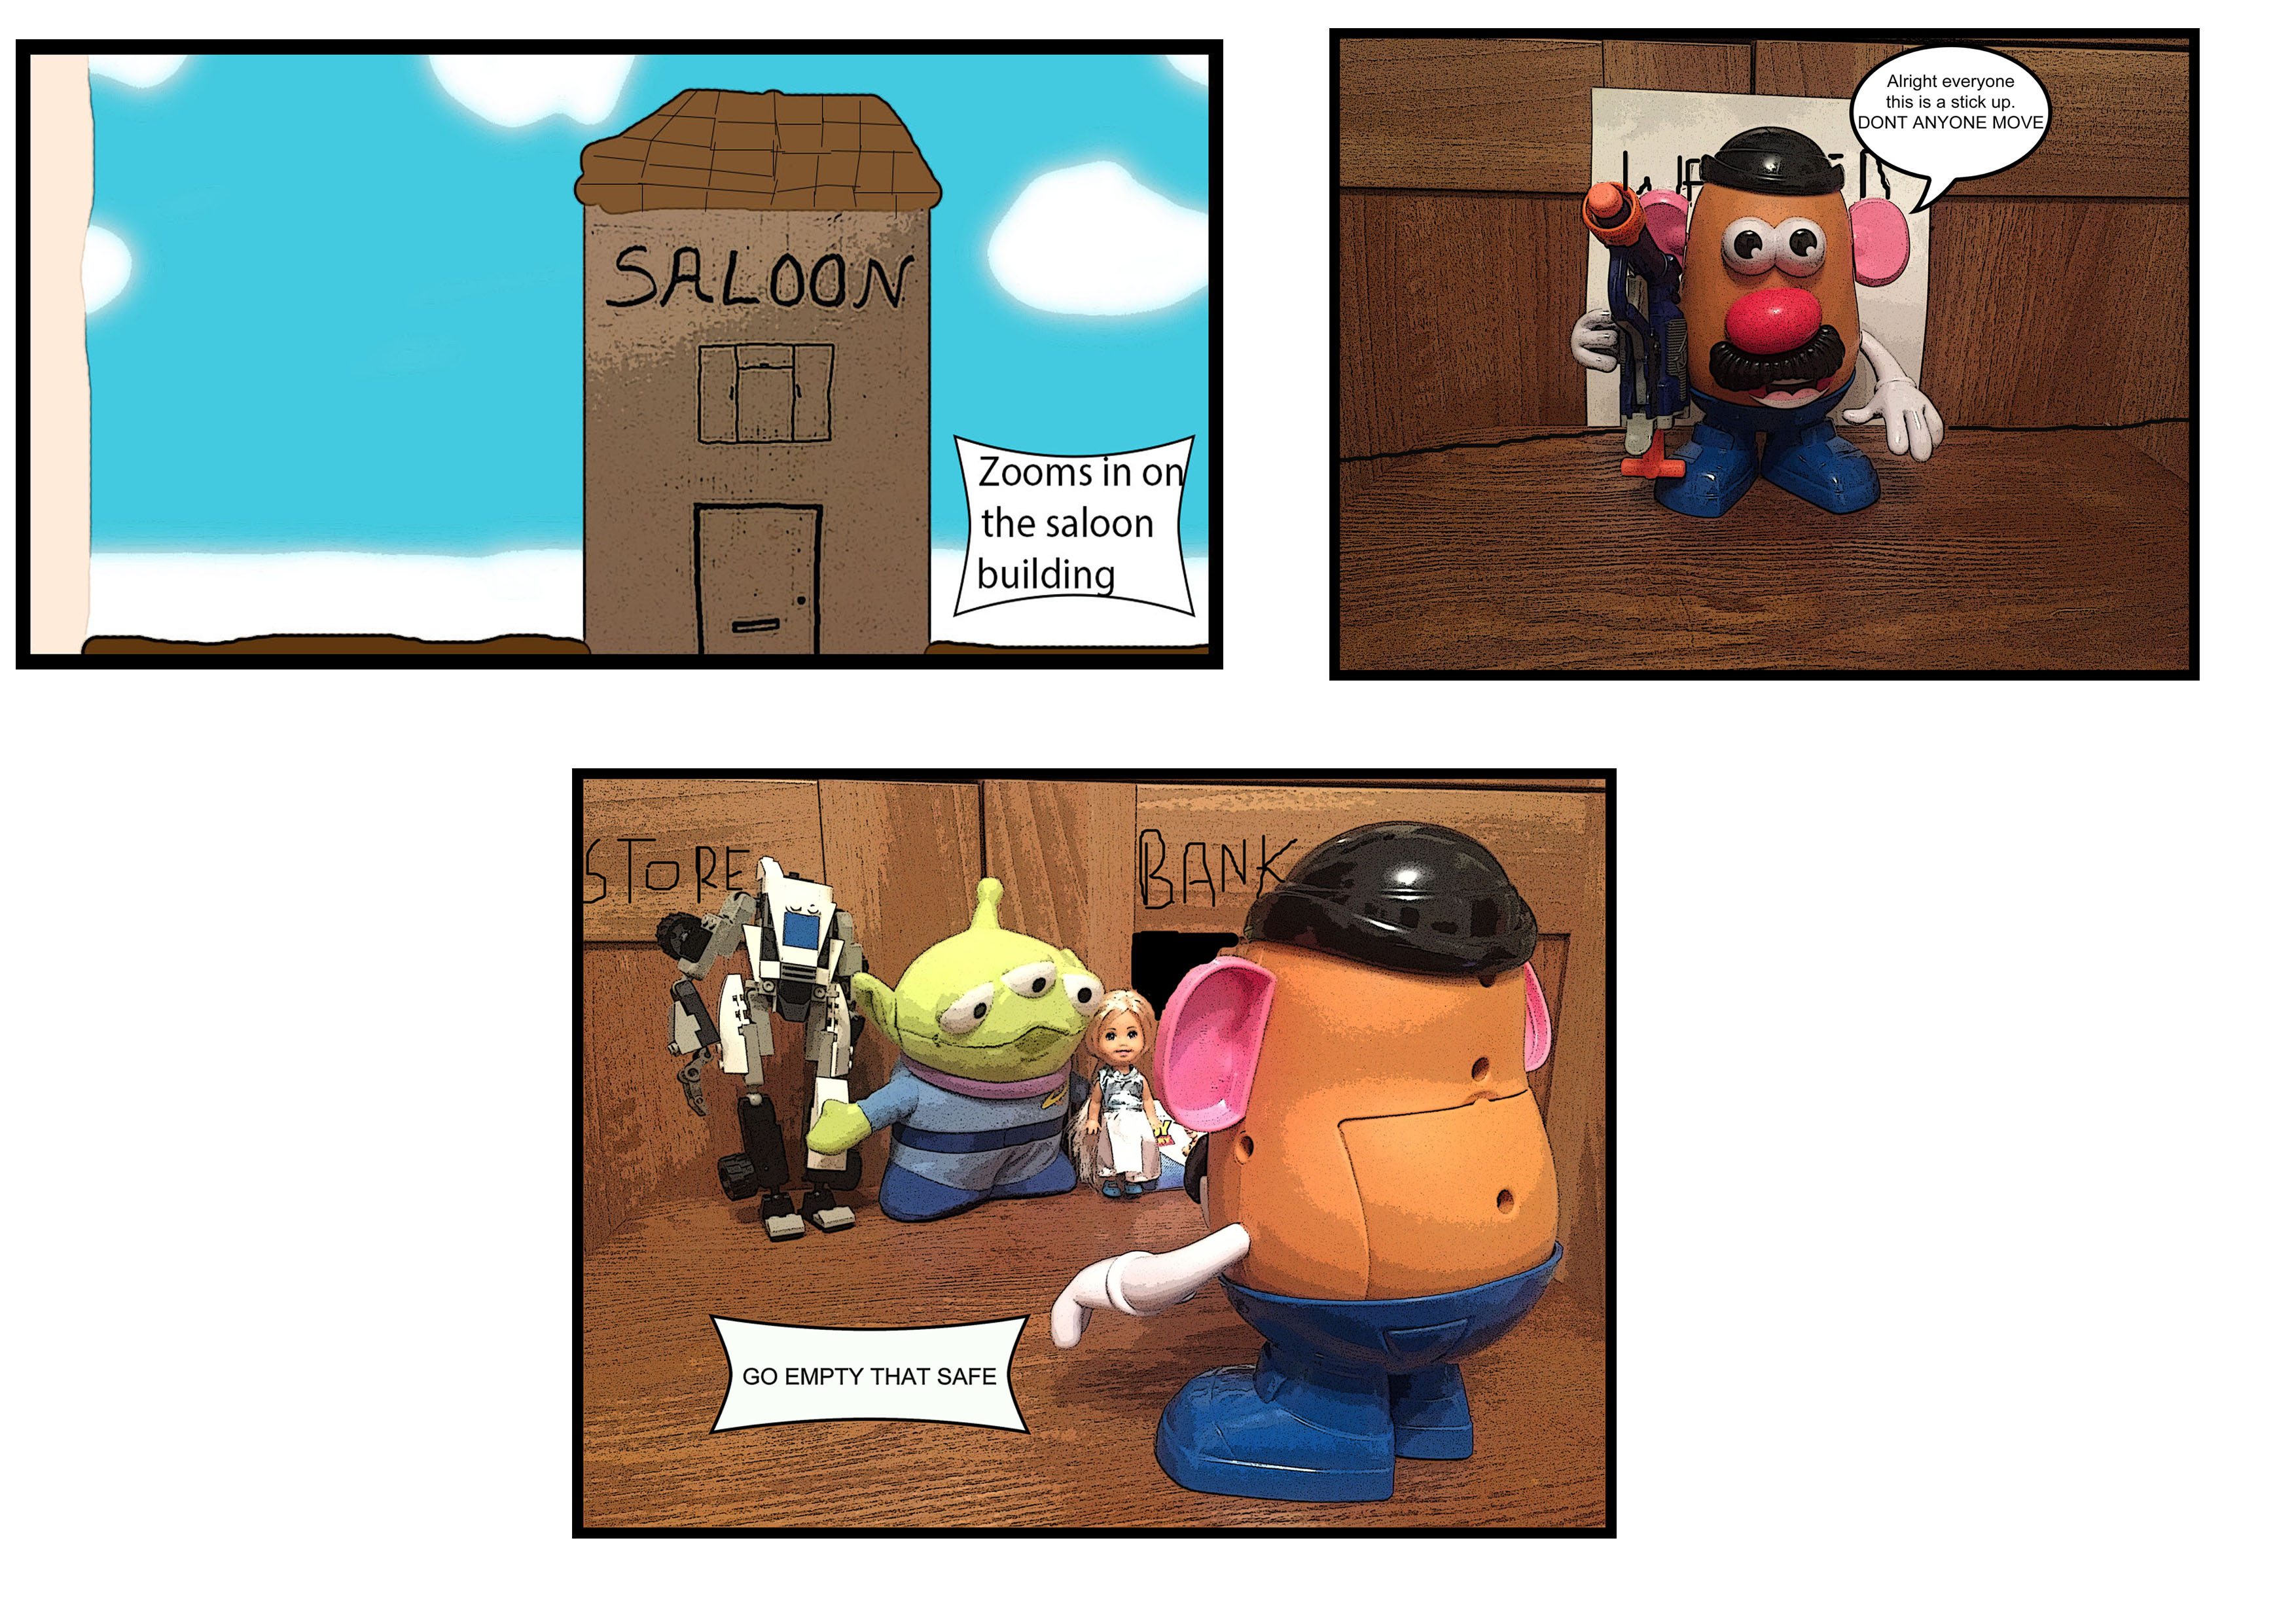 SALOON
Zooms in on
the saloon
building
Alright everyone
this is a stick up.
DONT ANYONE MOVE
STORE
BANK
GO EMPTY THAT SAFE